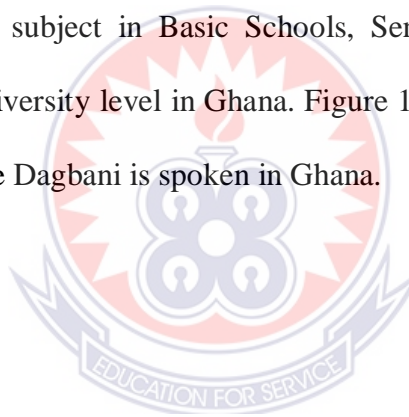 subject in Basic Schools, Ser
iversity level in Ghana. Figure 1
e Dagbani is spoken in Ghana.
EDUCATION FOR SERVICE